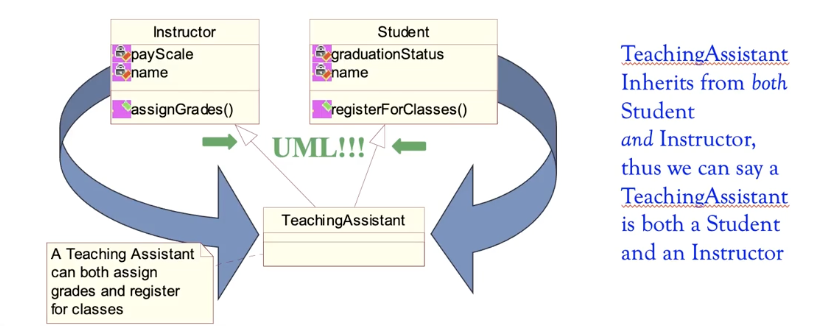 Instructor
payScale
name
assignGrades()
Student
graduationStatus
name
registerForClasses()
UML!!!
TeachingAssistant
A Teaching Assistant
can both assign
grades and register
for classes
TeachingAssistant
Inherits from both
Student
and Instructor,
thus we can say a
TeachingAssistant
is both a Student
and an Instructor